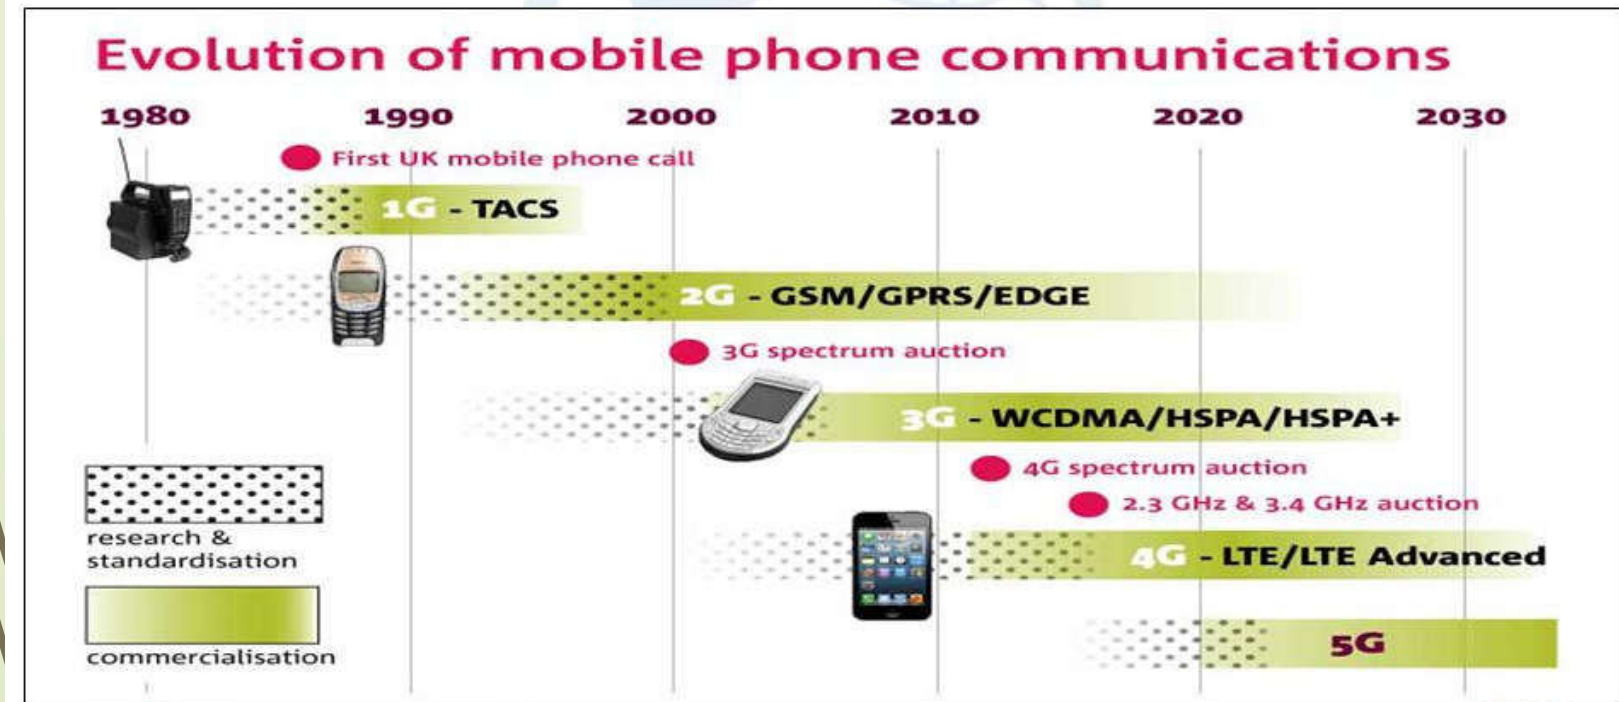 Evolution of mobile phone communications
1980 1990 2000 2010 2020 2030
First UK mobile phone call
1G - TACS
2G - GSM/GPRS/EDGE
3G spectrum auction
3G - WCDMA/HSPA/HSPA+
4G spectrum auction
2.3 GHz & 3.4 GHz auction
4G - LTE/LTE Advanced
5G
research &
standardisation
commercialisation